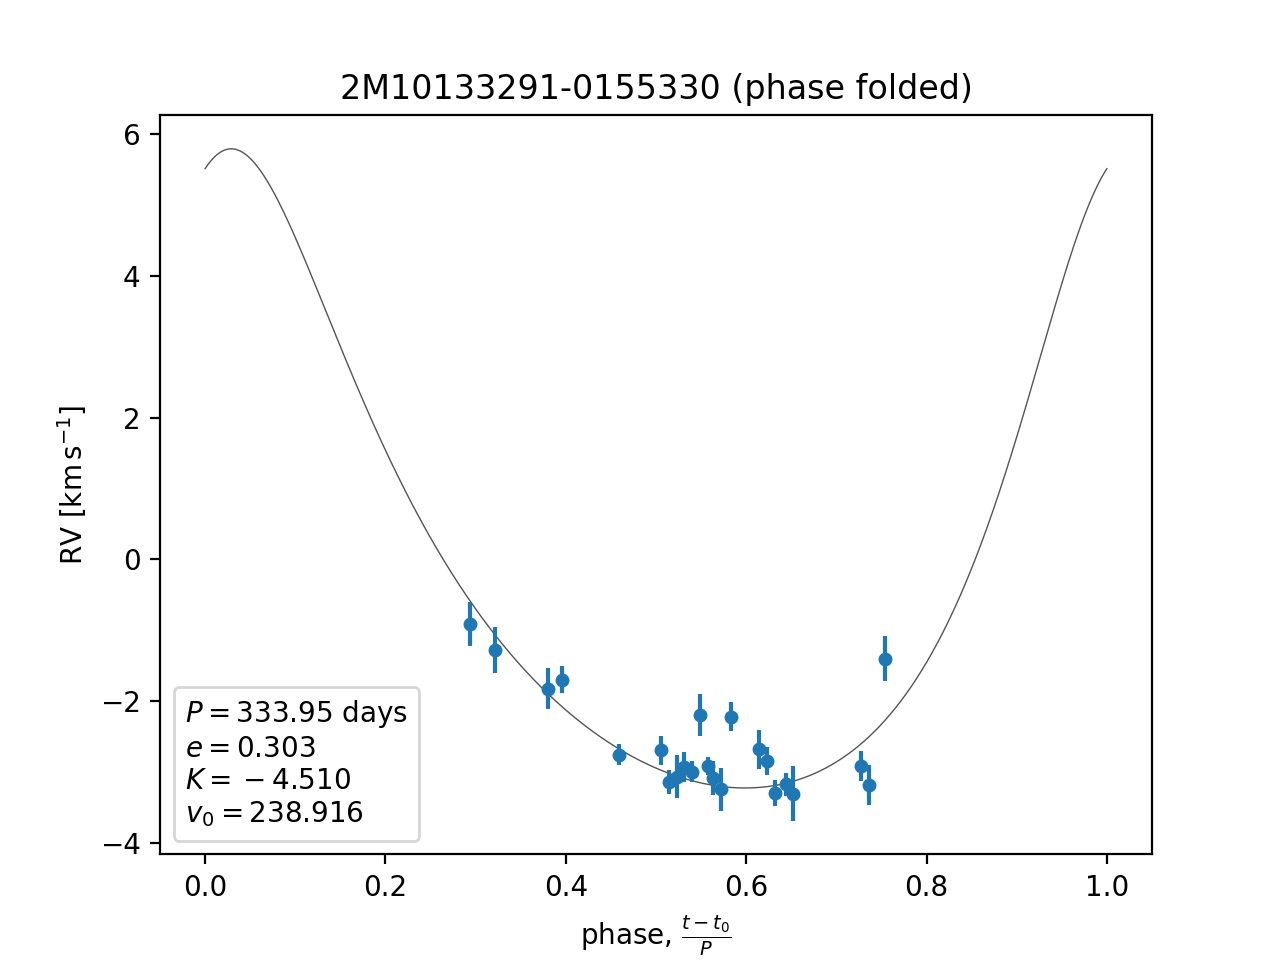 2M10133291-0155330 (phase folded)
6
4
2
0
−2
−4
RV [km s⁻¹]
P = 333.95 days
e = 0.303
K = −4.510
v₀ = 238.916
0.0 0.2 0.4 0.6 0.8 1.0
phase, (t − t₀)/P